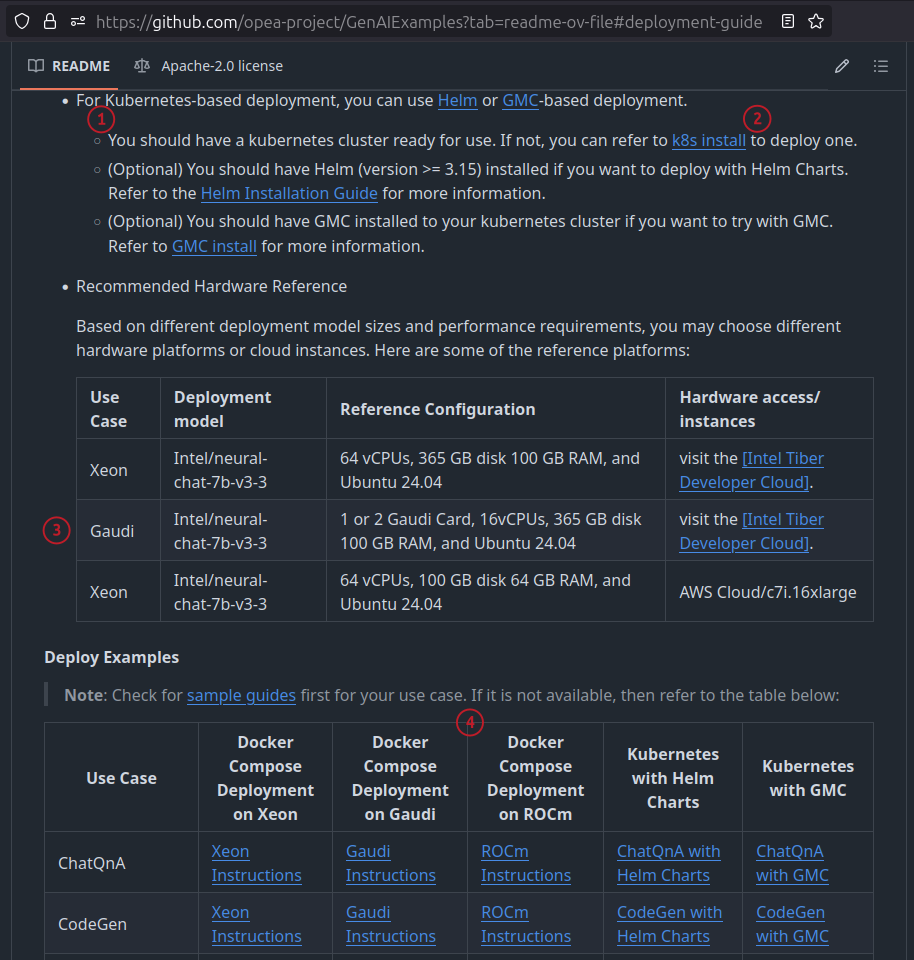 https://github.com/opea-project/GenAIExamples?tab=readme-ov-file#deployment-guide
README
Apache-2.0 license
• For Kubernetes-based deployment, you can use Helm or GMC-based deployment.
1
2
○ You should have a kubernetes cluster ready for use. If not, you can refer to k8s install to deploy one.
○ (Optional) You should have Helm (version >= 3.15) installed if you want to deploy with Helm Charts.
Refer to the Helm Installation Guide for more information.
○ (Optional) You should have GMC installed to your kubernetes cluster if you want to try with GMC.
Refer to GMC install for more information.
• Recommended Hardware Reference
Based on different deployment model sizes and performance requirements, you may choose different
hardware platforms or cloud instances. Here are some of the reference platforms:
Use
Case
Deployment
model
Reference Configuration
Hardware access/
instances
Xeon
Intel/neural-
chat-7b-v3-3
64 vCPUs, 365 GB disk 100 GB RAM, and
Ubuntu 24.04
visit the [Intel Tiber
Developer Cloud].
3
Gaudi
Intel/neural-
chat-7b-v3-3
1 or 2 Gaudi Card, 16vCPUs, 365 GB disk
100 GB RAM, and Ubuntu 24.04
visit the [Intel Tiber
Developer Cloud].
Xeon
Intel/neural-
chat-7b-v3-3
64 vCPUs, 100 GB disk 64 GB RAM, and
Ubuntu 24.04
AWS Cloud/c7i.16xlarge
Deploy Examples
Note: Check for sample guides first for your use case. If it is not available, then refer to the table below:
4
Use Case
Docker
Compose
Deployment
on Xeon
Docker
Compose
Deployment
on Gaudi
Docker
Compose
Deployment
on ROCm
Kubernetes
with Helm
Charts
Kubernetes
with GMC
ChatQnA
Xeon
Instructions
Gaudi
Instructions
ROCm
Instructions
ChatQnA with
Helm Charts
ChatQnA
with GMC
CodeGen
Xeon
Instructions
Gaudi
Instructions
ROCm
Instructions
CodeGen with
Helm Charts
CodeGen
with GMC